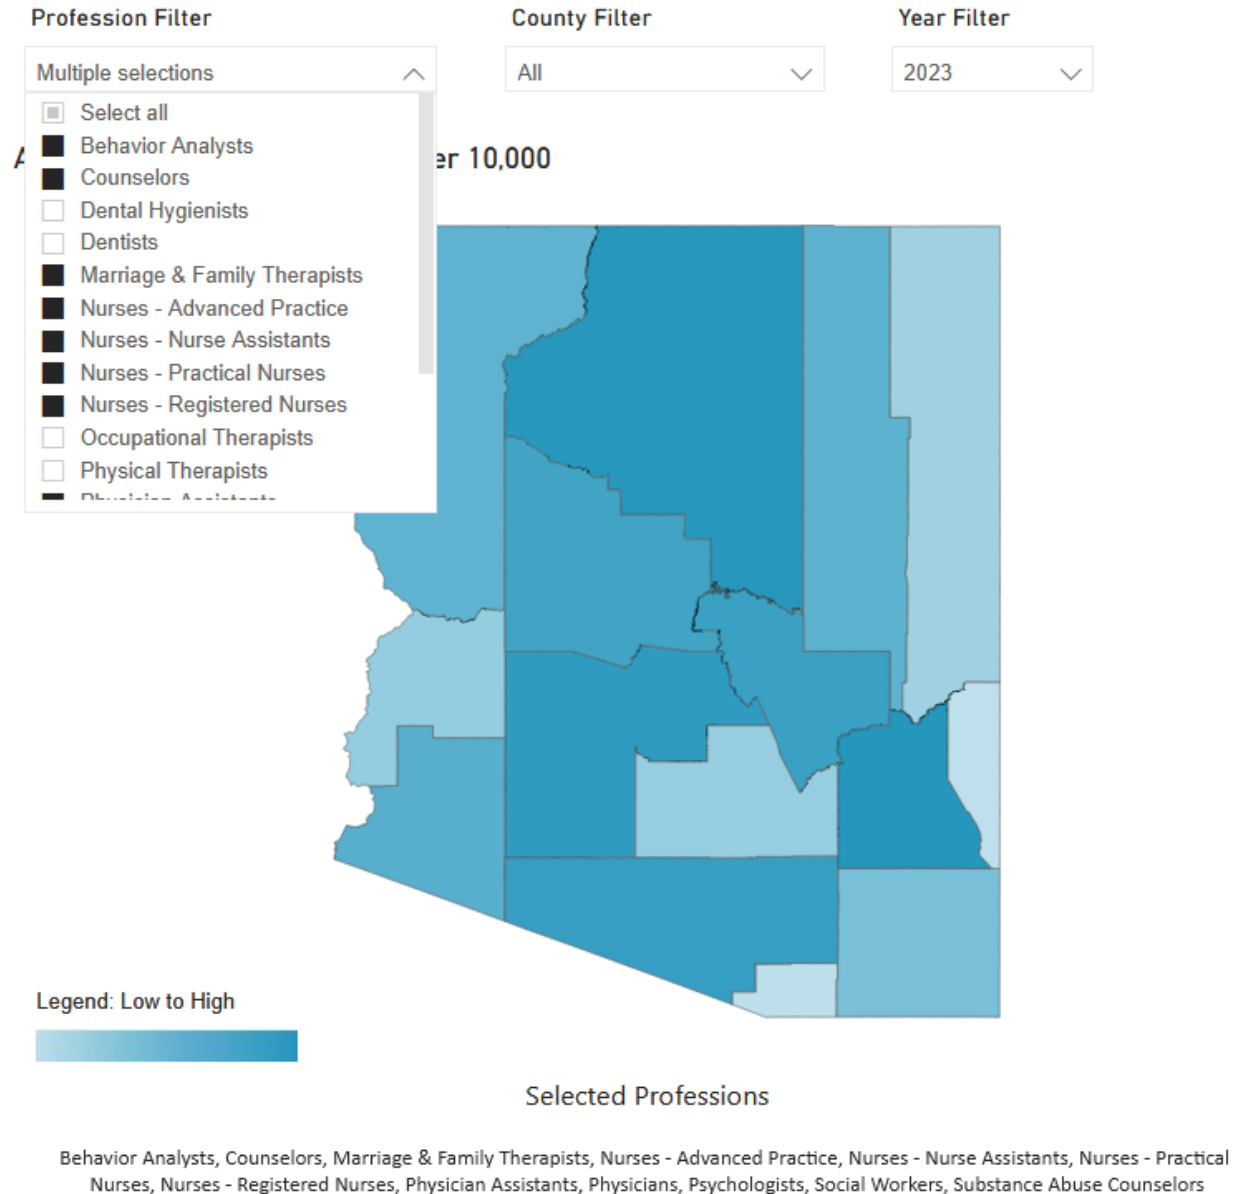 Profession Filter
County Filter
Year Filter
Multiple selections
All
2023
Select all
Behavior Analysts
Counselors
Dental Hygienists
Dentists
Marriage & Family Therapists
Nurses - Advanced Practice
Nurses - Nurse Assistants
Nurses - Practical Nurses
Nurses - Registered Nurses
Occupational Therapists
Physical Therapists
Physician Assistants
er 10,000
Legend: Low to High
Selected Professions
Behavior Analysts, Counselors, Marriage & Family Therapists, Nurses - Advanced Practice, Nurses - Nurse Assistants, Nurses - Practical
Nurses, Nurses - Registered Nurses, Physician Assistants, Physicians, Psychologists, Social Workers, Substance Abuse Counselors